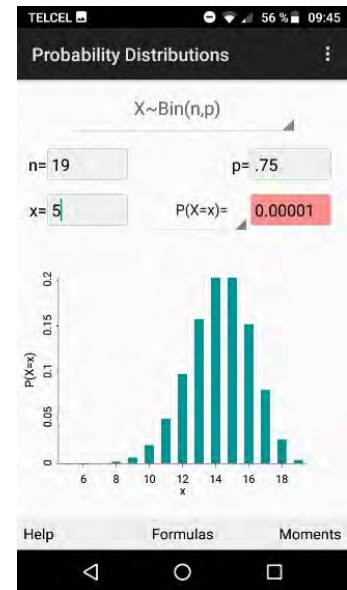 TELCEL 56 % 09:45
Probability Distributions
X~Bin(n,p)
n= 19 p= .75
x= 5 P(X=x)= 0.00001
P(X=x)
0.2
0.15
0.1
0.05
0
6 8 10 12 14 16 18
x
Help Formulas Moments